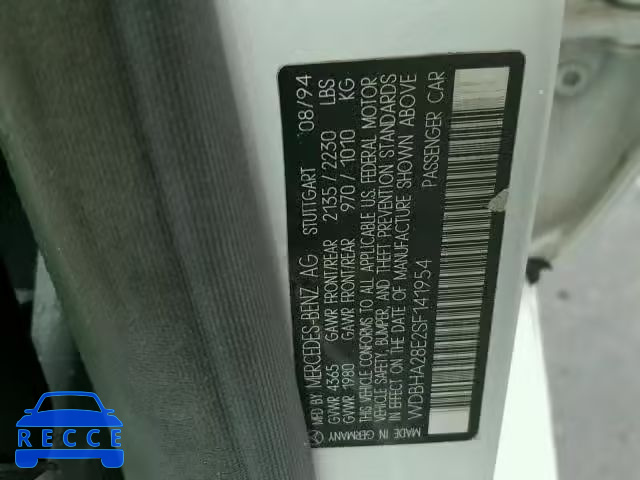 MFD BY MERCEDES-BENZ AG STUTTGART 08/94
GVWR 4365 GAWR FRONT/REAR 2135 / 2230 LBS
GVWR 1980 GAWR FRONT/REAR 970 / 1010 KG
THIS VEHICLE CONFORMS TO ALL APPLICABLE U.S. FEDERAL MOTOR
VEHICLE SAFETY, BUMPER, AND THEFT PREVENTION STANDARDS
IN EFFECT ON THE DATE OF MANUFACTURE SHOWN ABOVE
WDBHA28E2SF141954 PASSENGER CAR
MADE IN GERMANY
RECCE